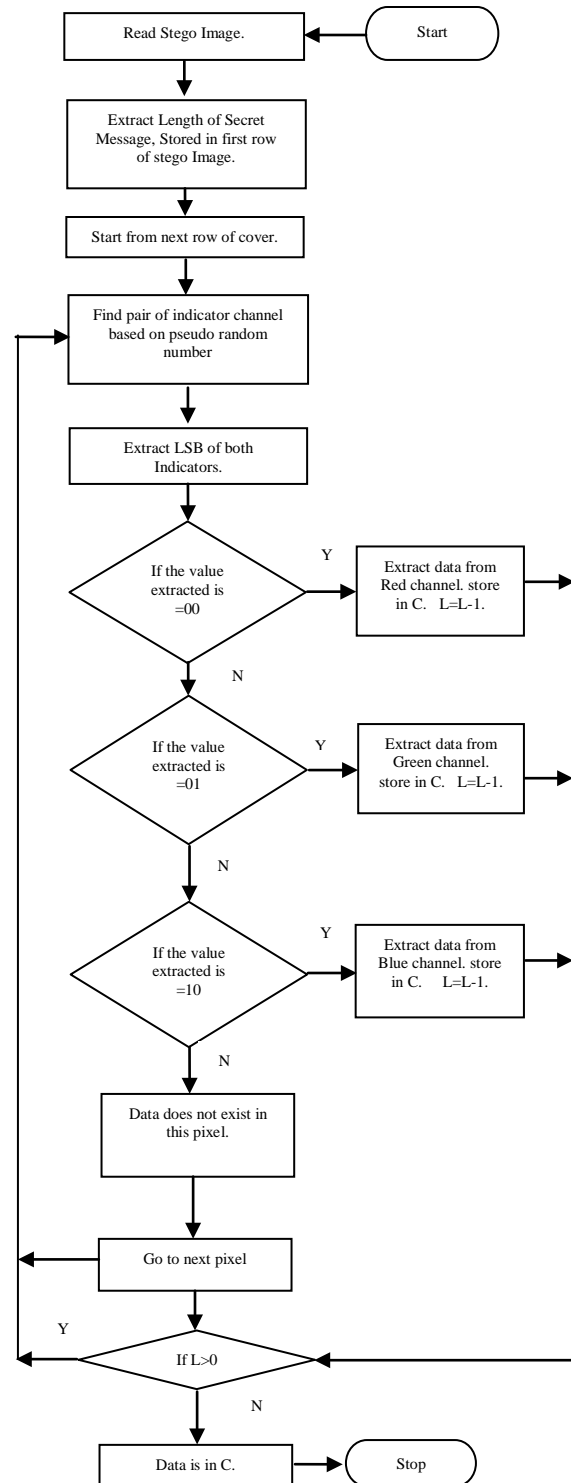 Start
Read Stego Image.
Extract Length of Secret
Message, Stored in first row
of stego Image.
Start from next row of cover.
Find pair of indicator channel
based on pseudo random
number
Extract LSB of both
Indicators.
If the value
extracted is
=00
Y
Extract data from
Red channel. store
in C. L=L-1.
N
If the value
extracted is
=01
Y
Extract data from
Green channel.
store in C. L=L-1.
N
If the value
extracted is
=10
Y
Extract data from
Blue channel. store
in C. L=L-1.
N
Data does not exist in
this pixel.
Go to next pixel
Y
If L>0
N
Data is in C.
Stop